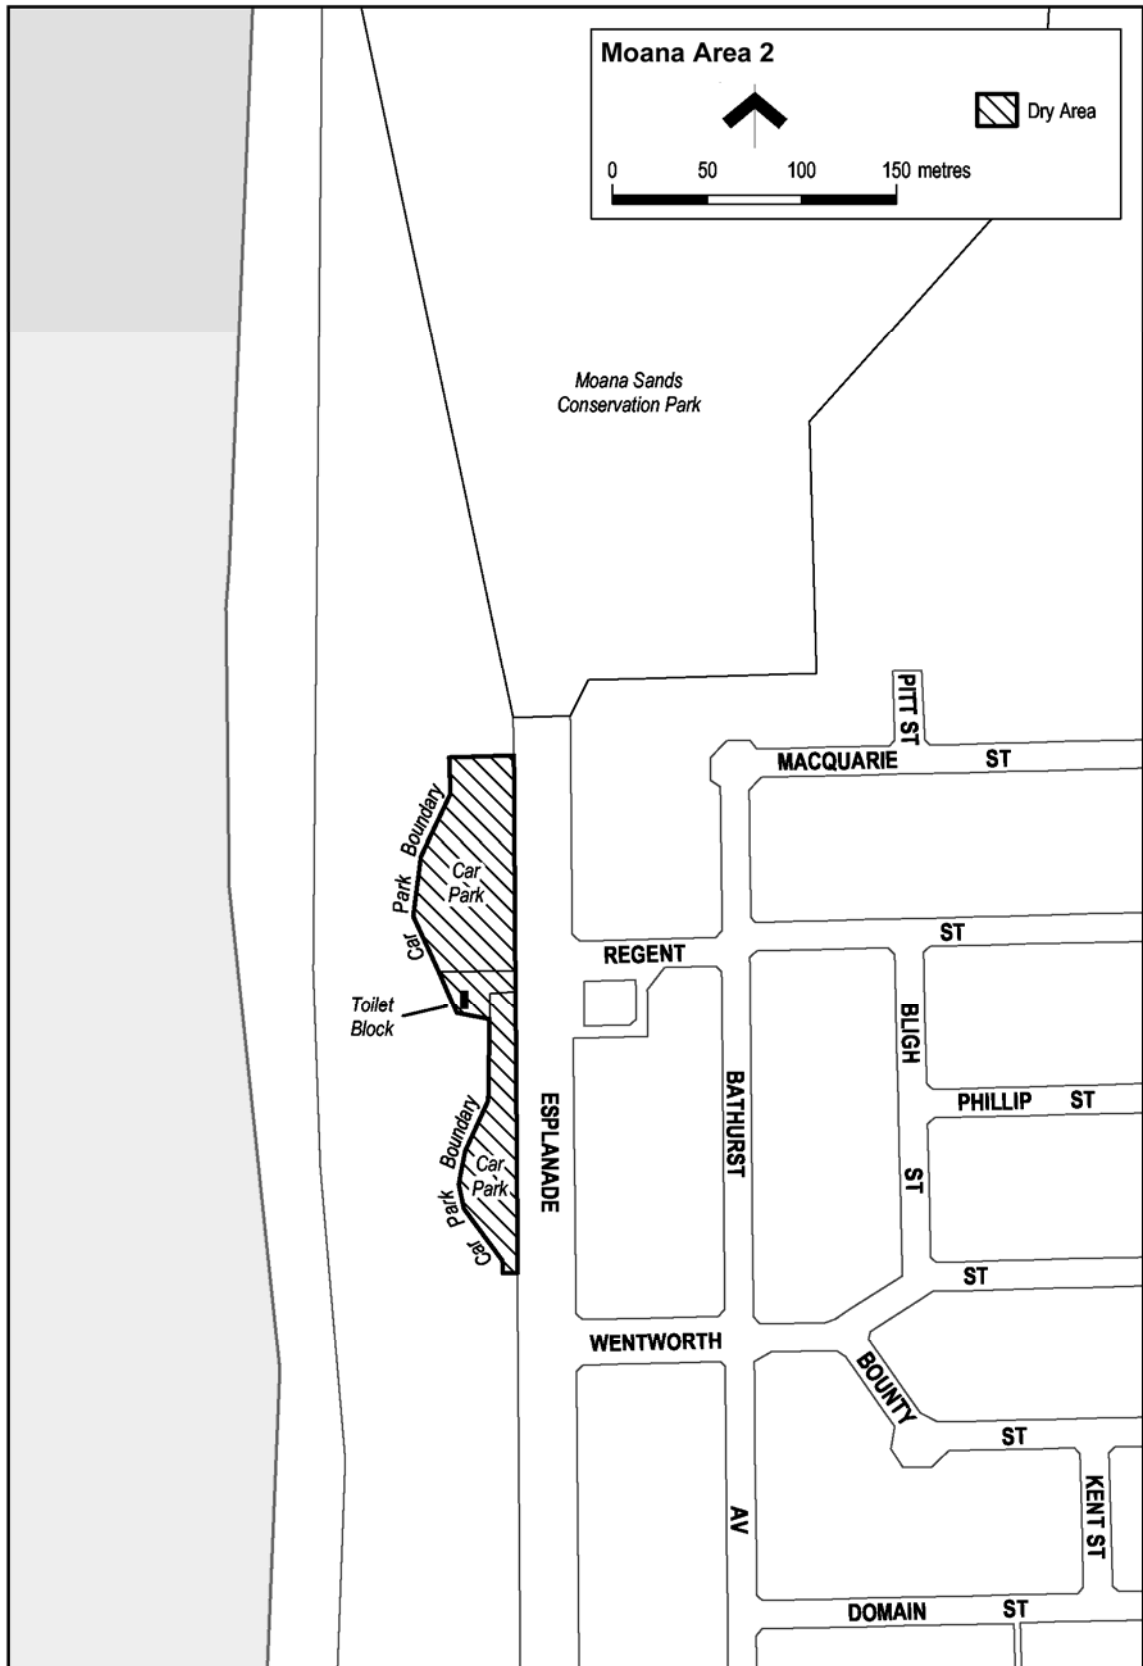 Moana Area 2
Dry Area
0 50 100 150 metres
Moana Sands
Conservation Park
PITT ST
MACQUARIE ST
Car Park Boundary
Car
Park
REGENT ST
Toilet
Block
BLIGH ST
ESPLANADE
BATHURST AV
PHILLIP ST
Car Park Boundary
Car
Park
WENTWORTH ST
BOUNTY ST
KENT ST
DOMAIN ST